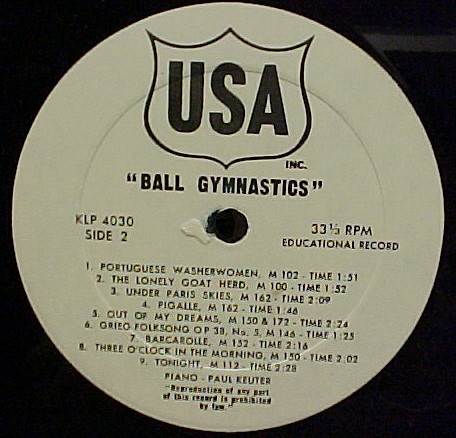 USA
INC.
"BALL GYMNASTICS"
KLP 4030
SIDE 2
33⅓ RPM
EDUCATIONAL RECORD
1. PORTUGUESE WASHERWOMEN, M 102 - TIME 1:51
2. THE LONELY GOAT HERD, M 100 - TIME 1:52
3. UNDER PARIS SKIES, M 162 - TIME 2:09
4. PIGALLE, M 162 - TIME 1:48
5. OUT OF MY DREAMS, M 150 & 172 - TIME 2:24
6. GRIEG FOLKSONG OP 38, No. 5, M 146 - TIME 1:25
7. BARCAROLLE, M 152 - TIME 2:16
8. THREE O'CLOCK IN THE MORNING, M 150 - TIME 2:02
9. TONIGHT, M 112 - TIME 2:28
PIANO - PAUL KEUTER
"Reproduction of any part
of this record is prohibited
by law."